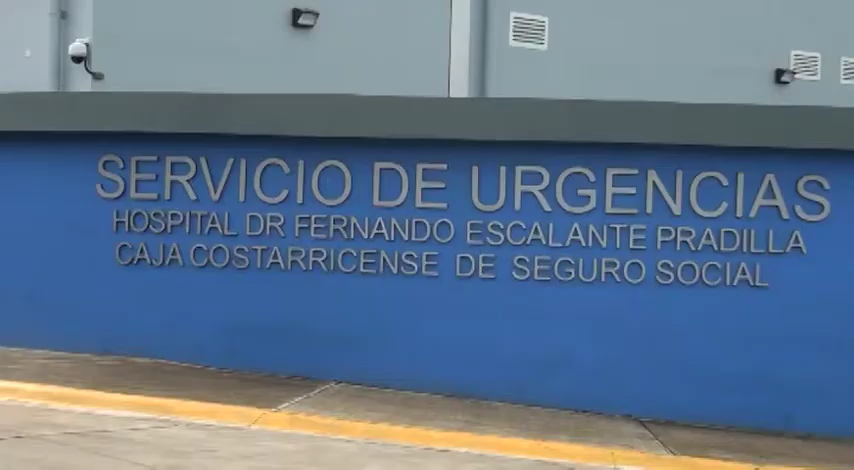 SERVICIO DE URGENCIAS
HOSPITAL DR FERNANDO ESCALANTE PRADILLA
CAJA COSTARRICENSE DE SEGURO SOCIAL